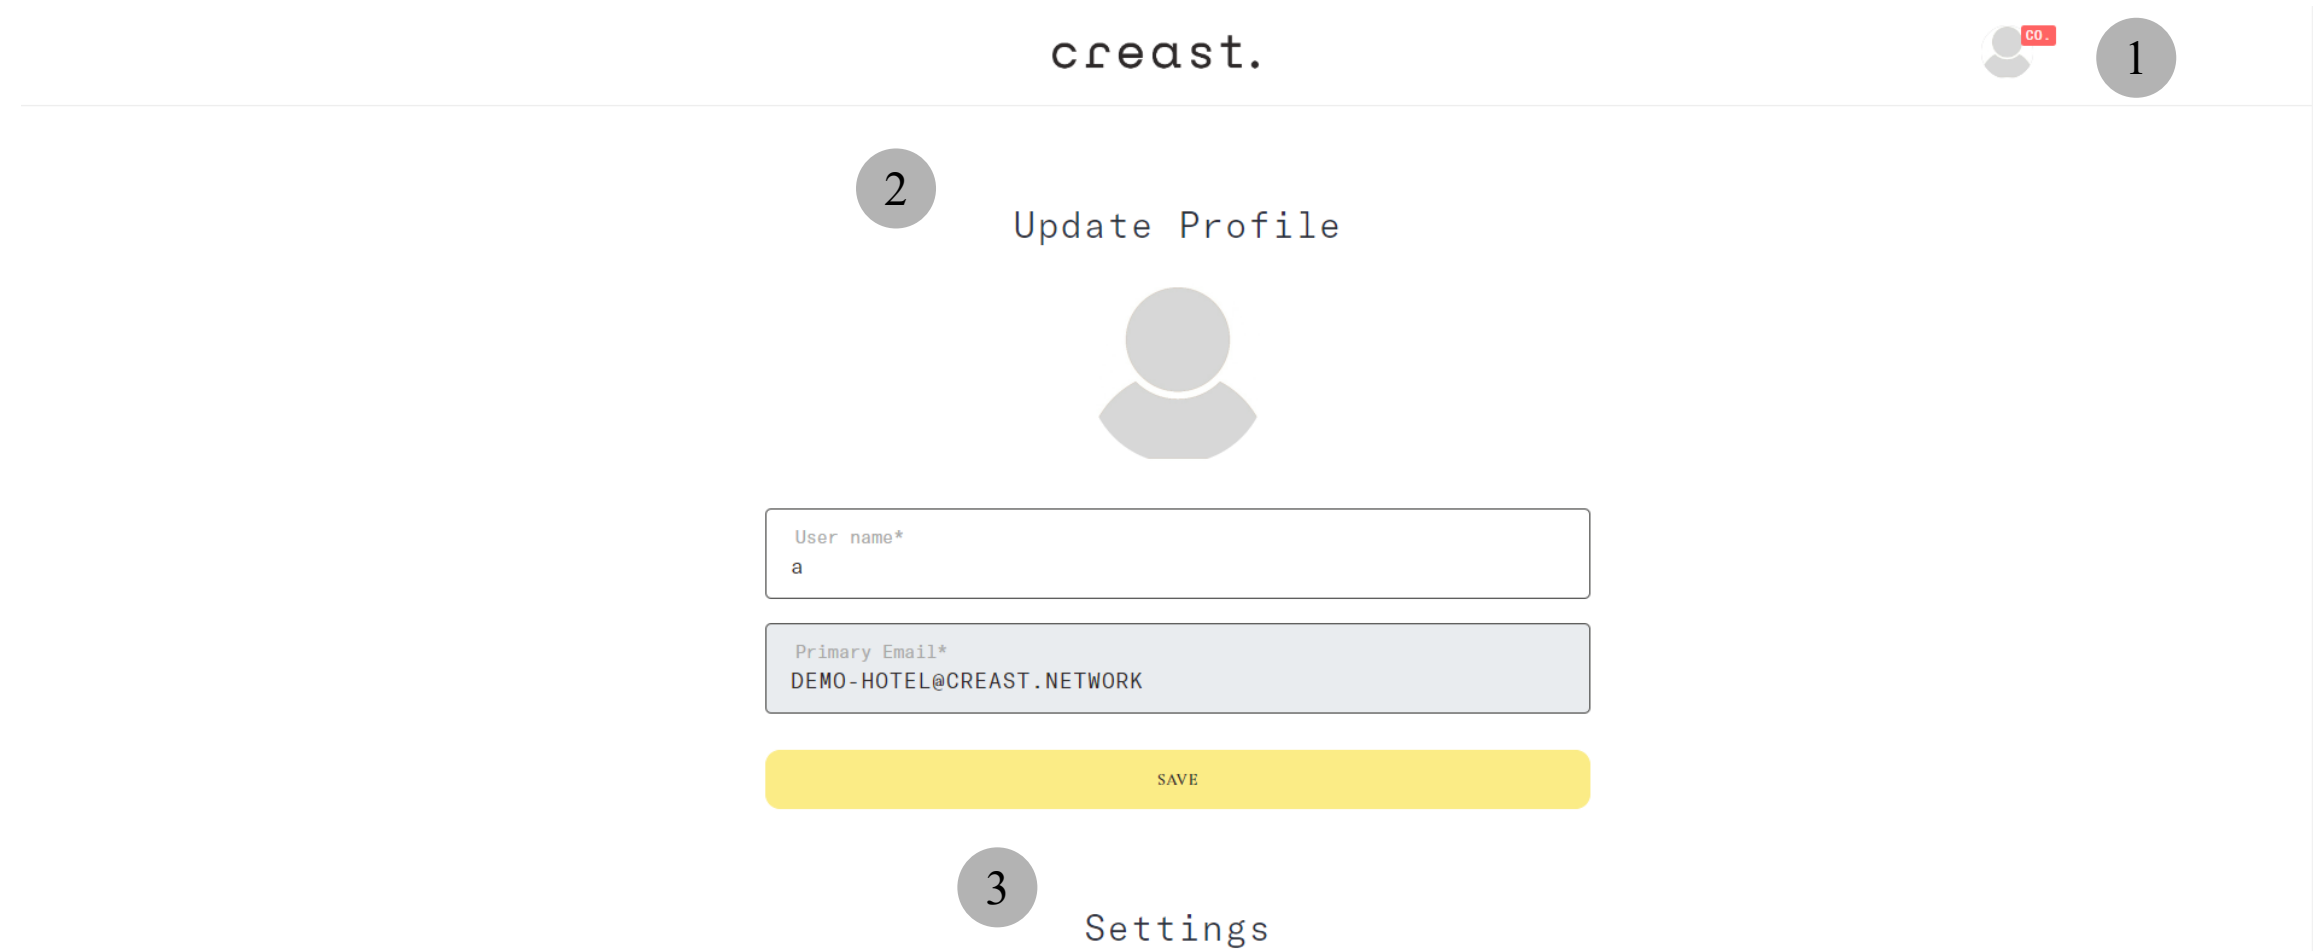 creast.
CO.
1
2
Update Profile
User name*
a
Primary Email*
DEMO-HOTEL@CREAST.NETWORK
SAVE
3
Settings